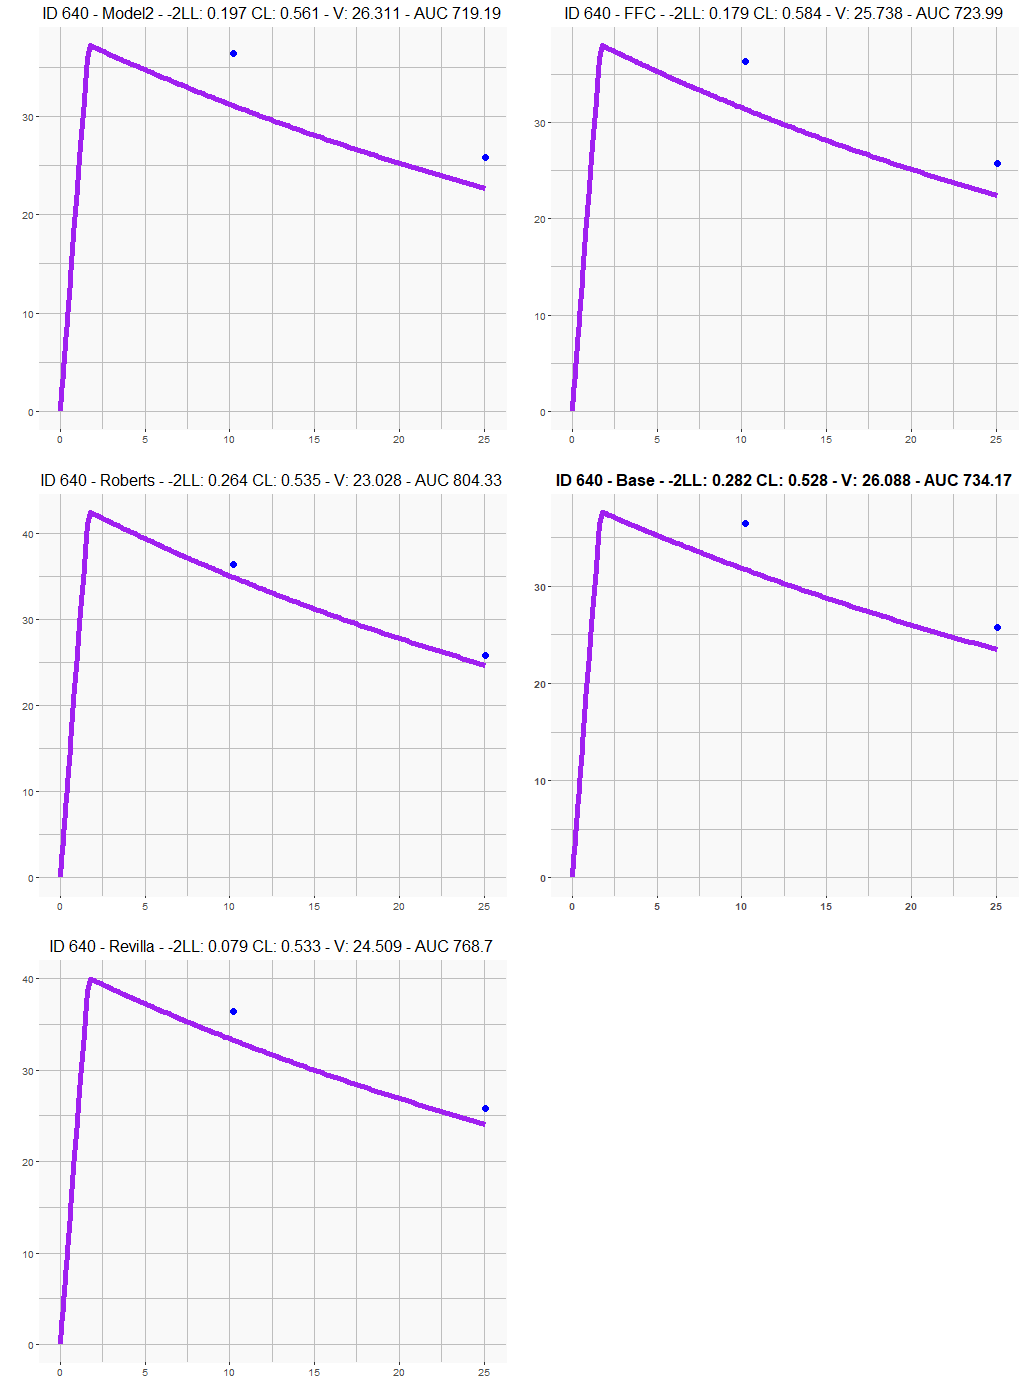 ID 640 - Model2 - -2LL: 0.197 CL: 0.561 - V: 26.311 - AUC 719.19
30
20
10
0
0 5 10 15 20 25
ID 640 - FFC - -2LL: 0.179 CL: 0.584 - V: 25.738 - AUC 723.99
30
20
10
0
0 5 10 15 20 25
ID 640 - Roberts - -2LL: 0.264 CL: 0.535 - V: 23.028 - AUC 804.33
40
30
20
10
0
0 5 10 15 20 25
ID 640 - Base - -2LL: 0.282 CL: 0.528 - V: 26.088 - AUC 734.17
30
20
10
0
0 5 10 15 20 25
ID 640 - Revilla - -2LL: 0.079 CL: 0.533 - V: 24.509 - AUC 768.7
40
30
20
10
0
0 5 10 15 20 25